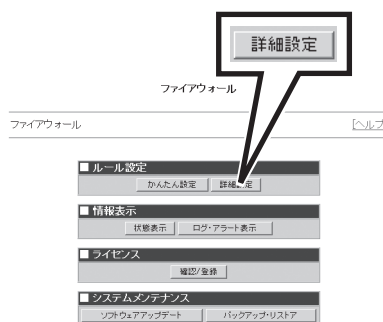 詳細設定
ファイアウォール
ファイアウォール [ヘルプ
■ ルール設定
かんたん設定 詳細設定
■ 情報表示
状態表示 ログ・アラート表示
■ ライセンス
確認/登録
■ システムメンテナンス
ソフトウェアアップデート バックアップ・リストア